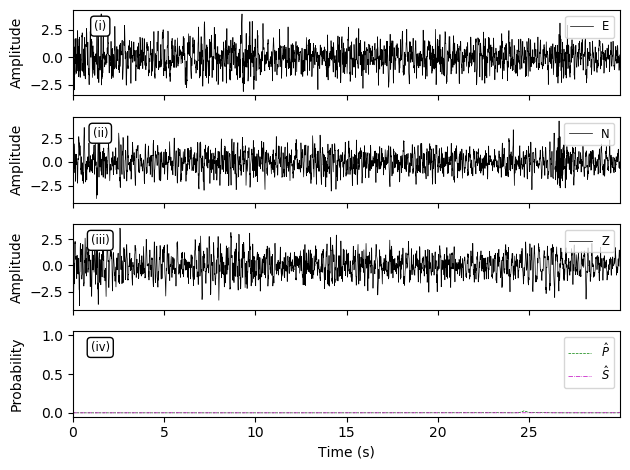 (i)
E
Amplitude
2.5
0.0
−2.5
(ii)
N
Amplitude
2.5
0.0
−2.5
(iii)
Z
Amplitude
2.5
0.0
−2.5
(iv)
P̂
Ŝ
Probability
1.0
0.5
0.0
0 5 10 15 20 25
Time (s)